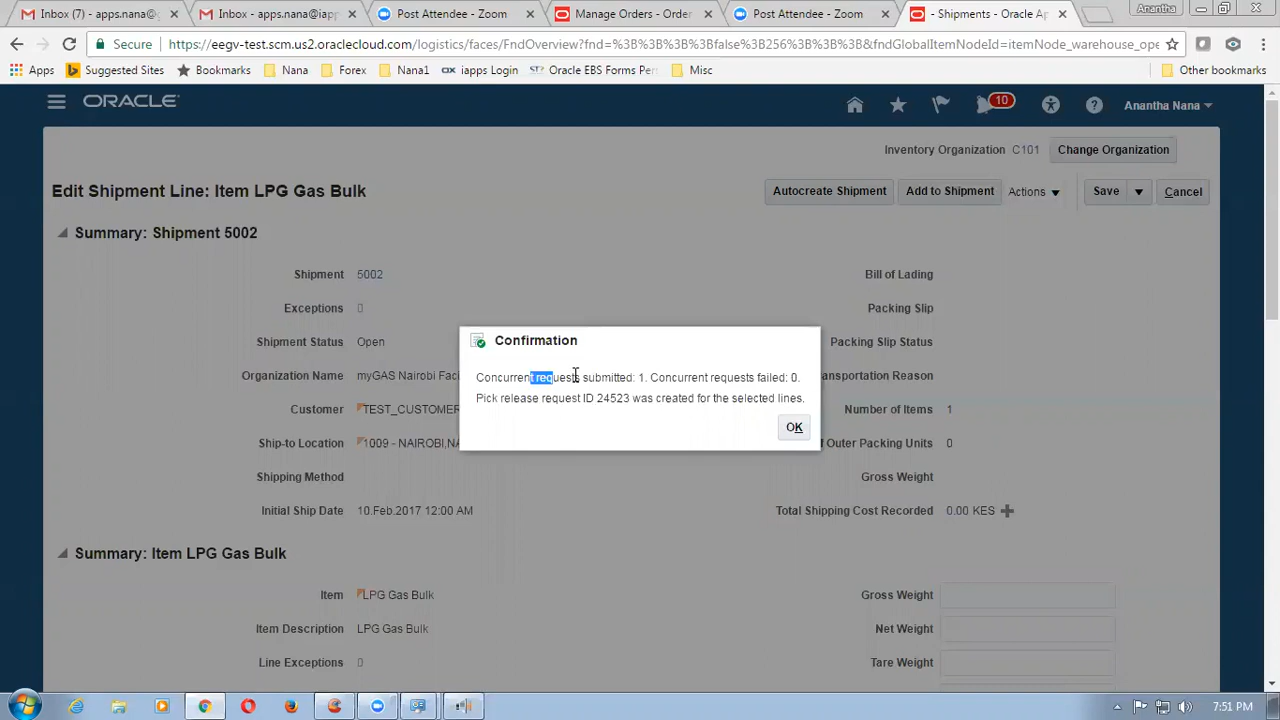 Inbox (7) - apps.nana@
Inbox - apps.nana@iapp
Post Attendee - Zoom
Manage Orders - Order
Post Attendee - Zoom
- Shipments - Oracle Ap
Anantha
Secure
https://eegv-test.scm.us2.oraclecloud.com/logistics/faces/FndOverview?fnd=%3B%3B%3B%3Bfalse%3B256%3B%3B%3B&fndGlobalItemNodeId=itemNode_warehouse_ope
Apps
Suggested Sites
Bookmarks
Nana
Forex
Nana1
iapps Login
Oracle EBS Forms Per
Misc
Other bookmarks
ORACLE
10
Anantha Nana
Inventory Organization C101 Change Organization
Edit Shipment Line: Item LPG Gas Bulk
Autocreate Shipment
Add to Shipment
Actions
Save
Cancel
Summary: Shipment 5002
Shipment 5002
Bill of Lading
Exceptions 0
Packing Slip
Shipment Status Open
Packing Slip Status
Organization Name myGAS Nairobi Faci
Transportation Reason
Customer TEST_CUSTOMER
Number of Items 1
Ship-to Location 1009 - NAIROBI,NA
f Outer Packing Units 0
Shipping Method
Gross Weight
Initial Ship Date 10.Feb.2017 12:00 AM
Total Shipping Cost Recorded 0.00 KES
Confirmation
Concurrent requests submitted: 1. Concurrent requests failed: 0.
Pick release request ID 24523 was created for the selected lines.
OK
Summary: Item LPG Gas Bulk
Item LPG Gas Bulk
Gross Weight
Item Description LPG Gas Bulk
Net Weight
Line Exceptions 0
Tare Weight
7:51 PM